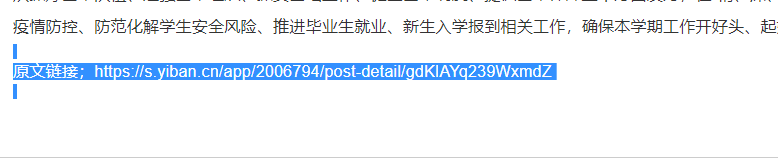 疫情防控、防范化解学生安全风险、推进毕业生就业、新生入学报到相关工作，确保本学期工作开好头、起
原文链接；https://s.yiban.cn/app/2006794/post-detail/gdKlAYq239WxmdZ